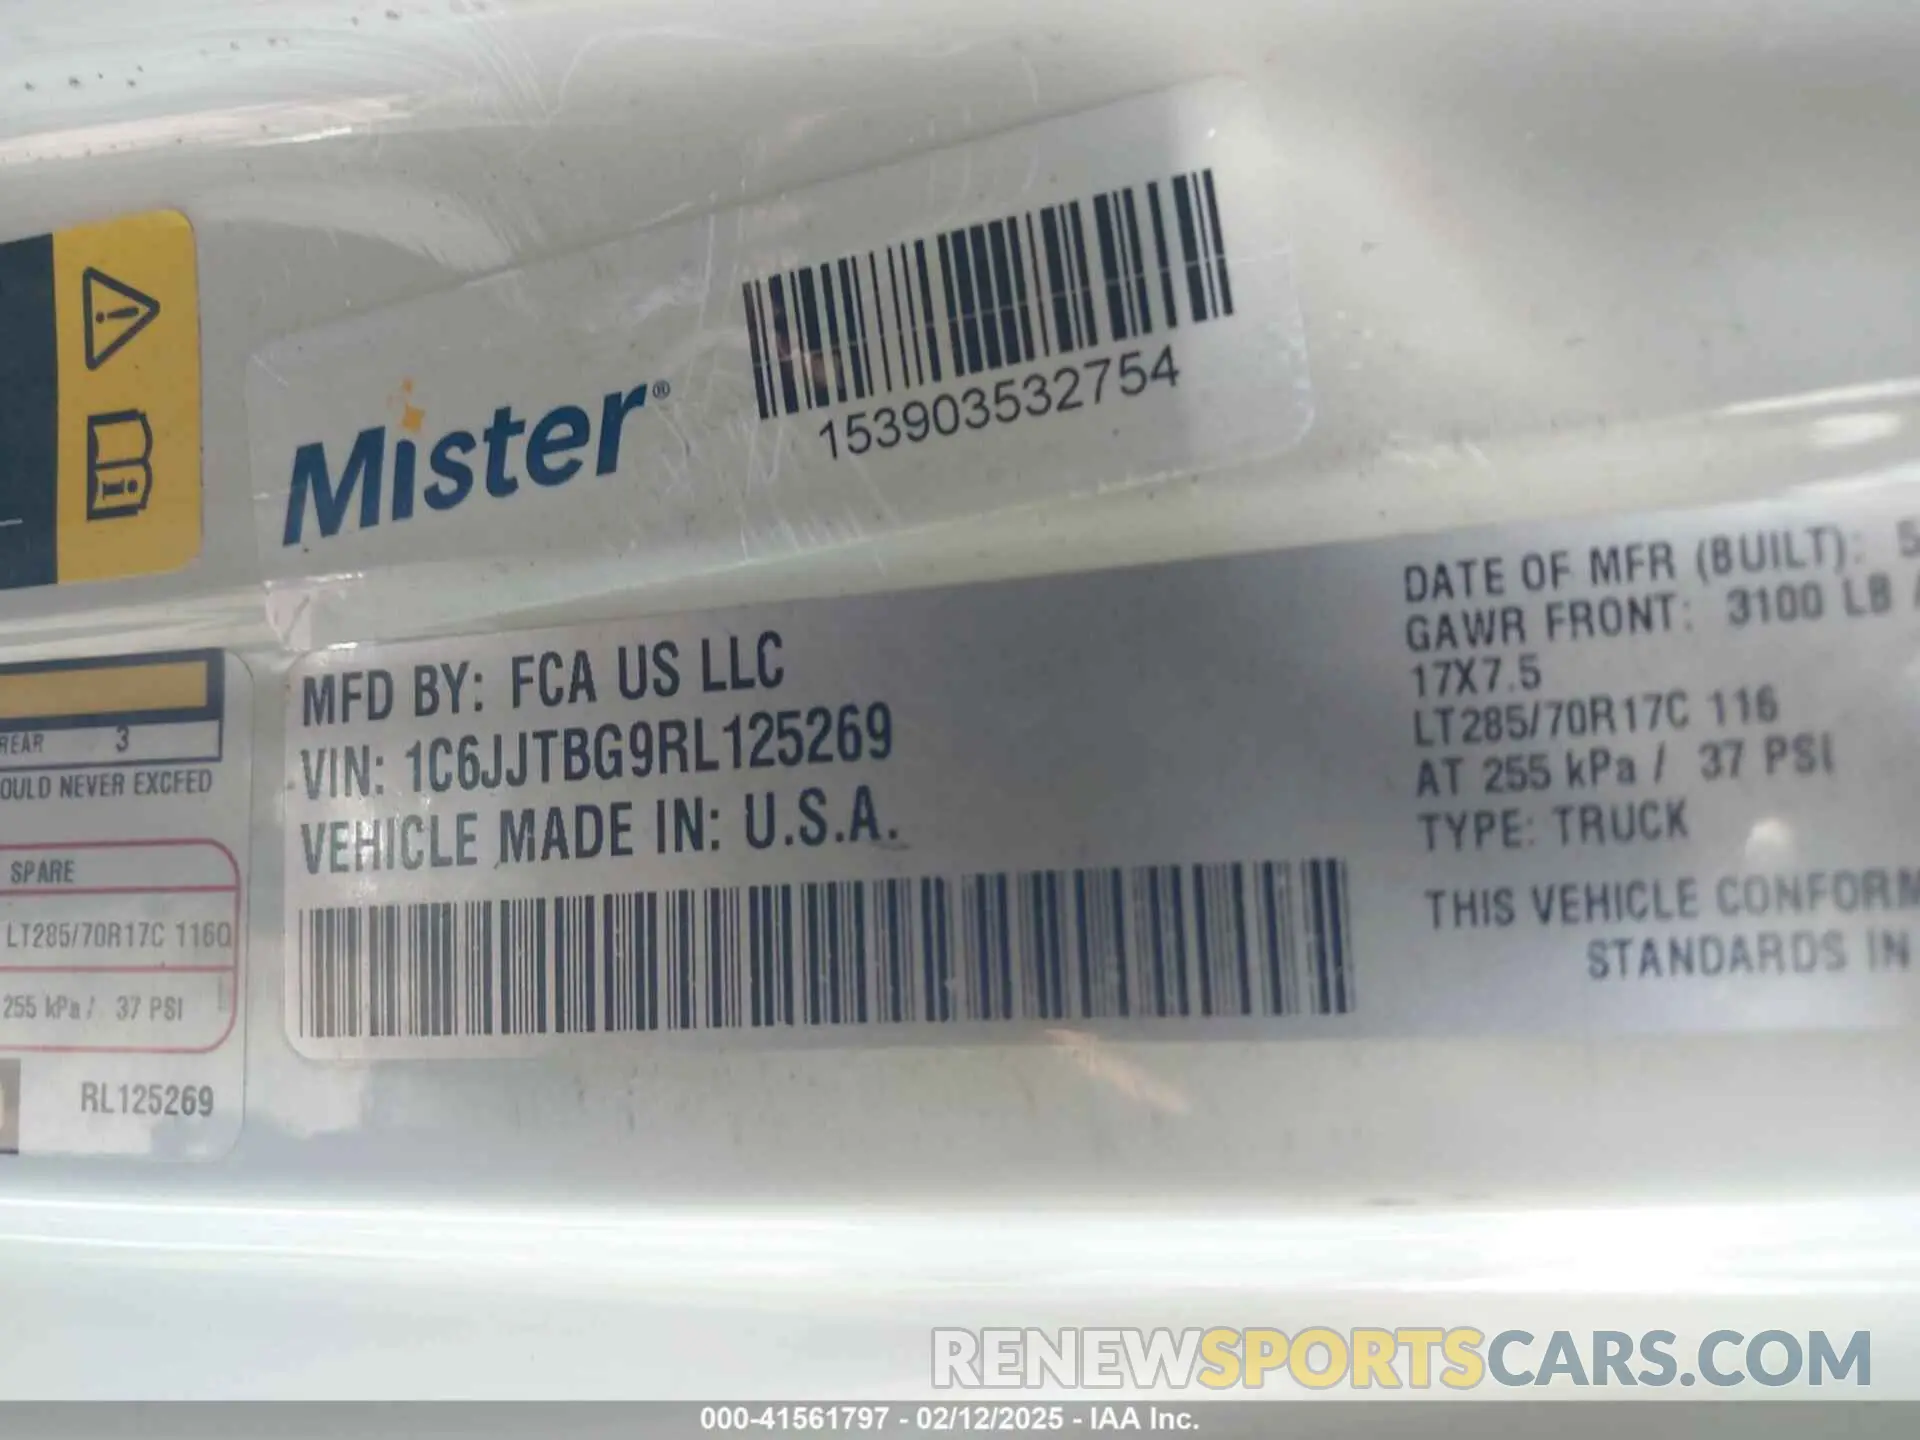 Mister®
153903532754
MFD BY: FCA US LLC
VIN: 1C6JJTBG9RL125269
VEHICLE MADE IN: U.S.A.
DATE OF MFR (BUILT): 5
GAWR FRONT: 3100 LB
17X7.5
LT285/70R17C 116
AT 255 kPa / 37 PSI
TYPE: TRUCK
THIS VEHICLE CONFORM
STANDARDS IN
REAR 3
OULD NEVER EXCEED
SPARE
LT285/70R17C 116Q
255 kPa / 37 PSI
RL125269
RENEWSPORTSCARS.COM
000-41561797 - 02/12/2025 - IAA Inc.